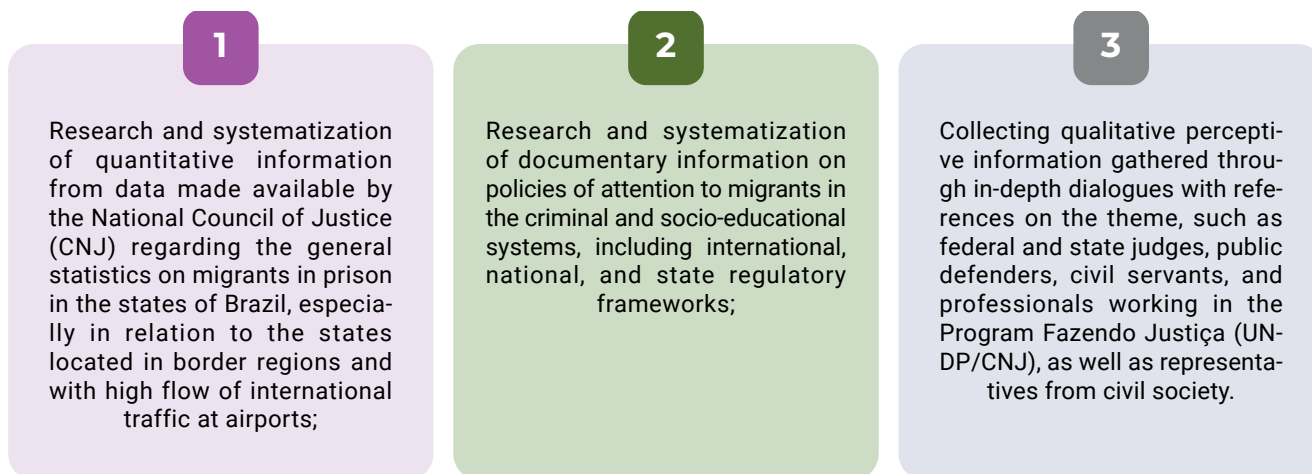 1
Research and systematization
of quantitative information
from data made available by
the National Council of Justice
(CNJ) regarding the general
statistics on migrants in prison
in the states of Brazil, especia-
lly in relation to the states
located in border regions and
with high flow of international
traffic at airports;
2
Research and systematization
of documentary information on
policies of attention to migrants in
the criminal and socio-educational
systems, including international,
national, and state regulatory
frameworks;
3
Collecting qualitative percepti-
ve information gathered throu-
gh in-depth dialogues with refe-
rences on the theme, such as
federal and state judges, public
defenders, civil servants, and
professionals working in the
Program Fazendo Justiça (UN-
DP/CNJ), as well as representa-
tives from civil society.